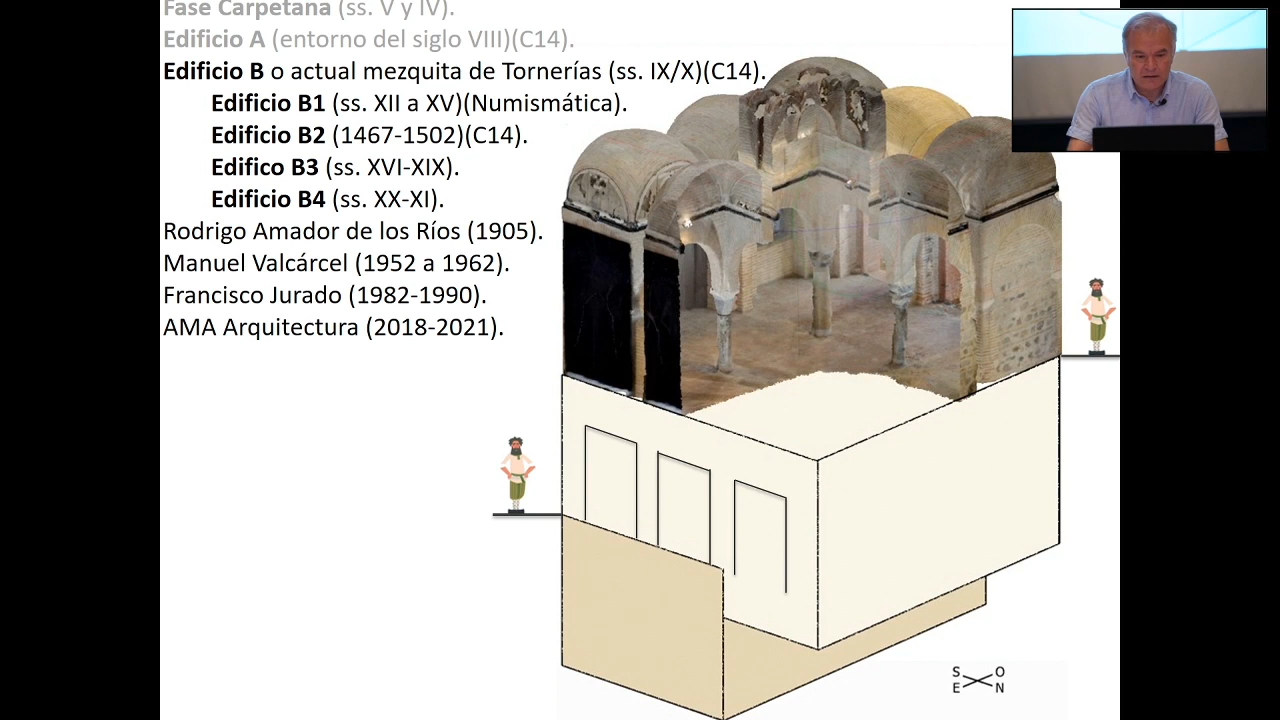 Fase Carpetana (ss. V y IV).
Edificio A (entorno del siglo VIII)(C14).
Edificio B o actual mezquita de Tornerías (ss. IX/X)(C14).
Edificio B1 (ss. XII a XV)(Numismática).
Edificio B2 (1467-1502)(C14).
Edifico B3 (ss. XVI-XIX).
Edificio B4 (ss. XX-XI).
Rodrigo Amador de los Ríos (1905).
Manuel Valcárcel (1952 a 1962).
Francisco Jurado (1982-1990).
AMA Arquitectura (2018-2021).
S O
E N